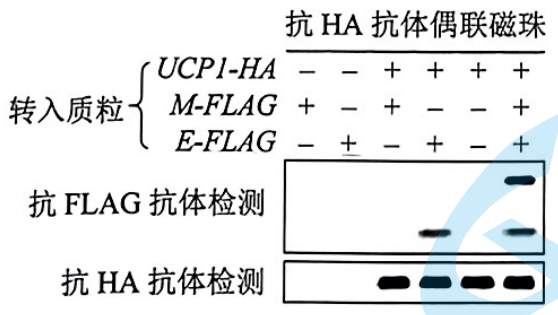 抗 HA 抗体偶联磁珠
转入质粒
UCP1-HA – – + + + +
M-FLAG + – + – – +
E-FLAG – + – + – +
抗 FLAG 抗体检测
抗 HA 抗体检测